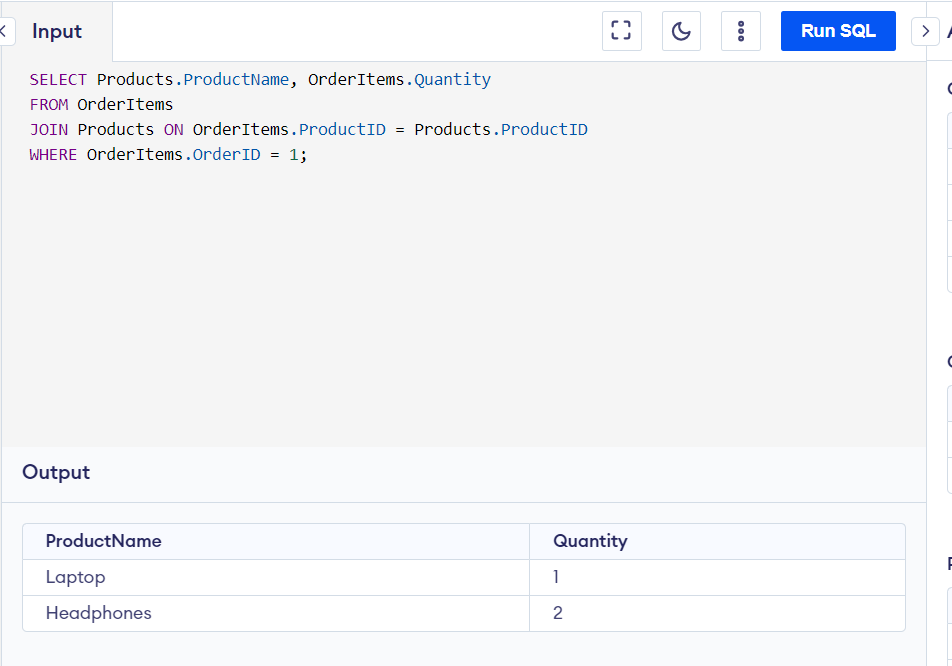 Input
Run SQL
SELECT Products.ProductName, OrderItems.Quantity
FROM OrderItems
JOIN Products ON OrderItems.ProductID = Products.ProductID
WHERE OrderItems.OrderID = 1;
Output
ProductName Quantity
Laptop 1
Headphones 2